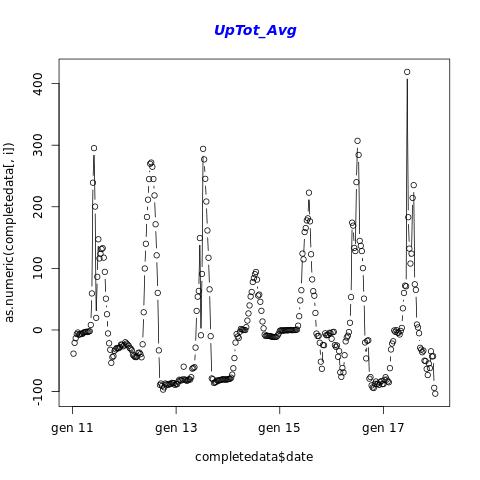 UpTot_Avg
as.numeric(completedata[, i])
400
300
200
100
0
-100
gen 11
gen 13
gen 15
gen 17
completedata$date